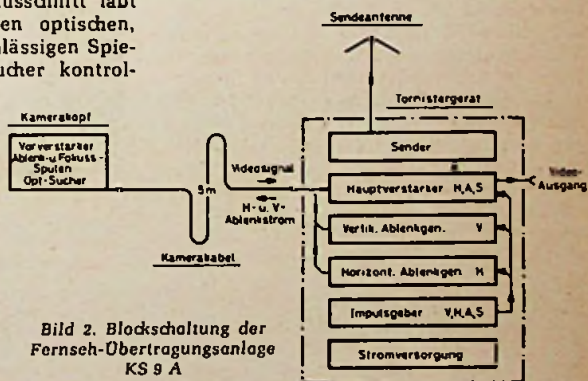 usschnitt läßt
en optischen,
lässigen Spie-
ucher kontrol-
Sendeantenne
Tornistergerät
Kamerakopf
Vorverstärker
Ablenk-u Fokuss-
Spulen
Opt-Sucher
5m
Videosignal
H- u. V-
Ablenkstrom
Kamerakabel
Sender
Hauptverstärker H,A,S
Video-
Ausgang
Vertik. Ablenkgen. V
Horizont. Ablenkgen H
Impulsgeber V,H,A,S
Stromversorgung
Bild 2. Blockschaltung der
Fernseh-Übertragungsanlage
KS 9 A